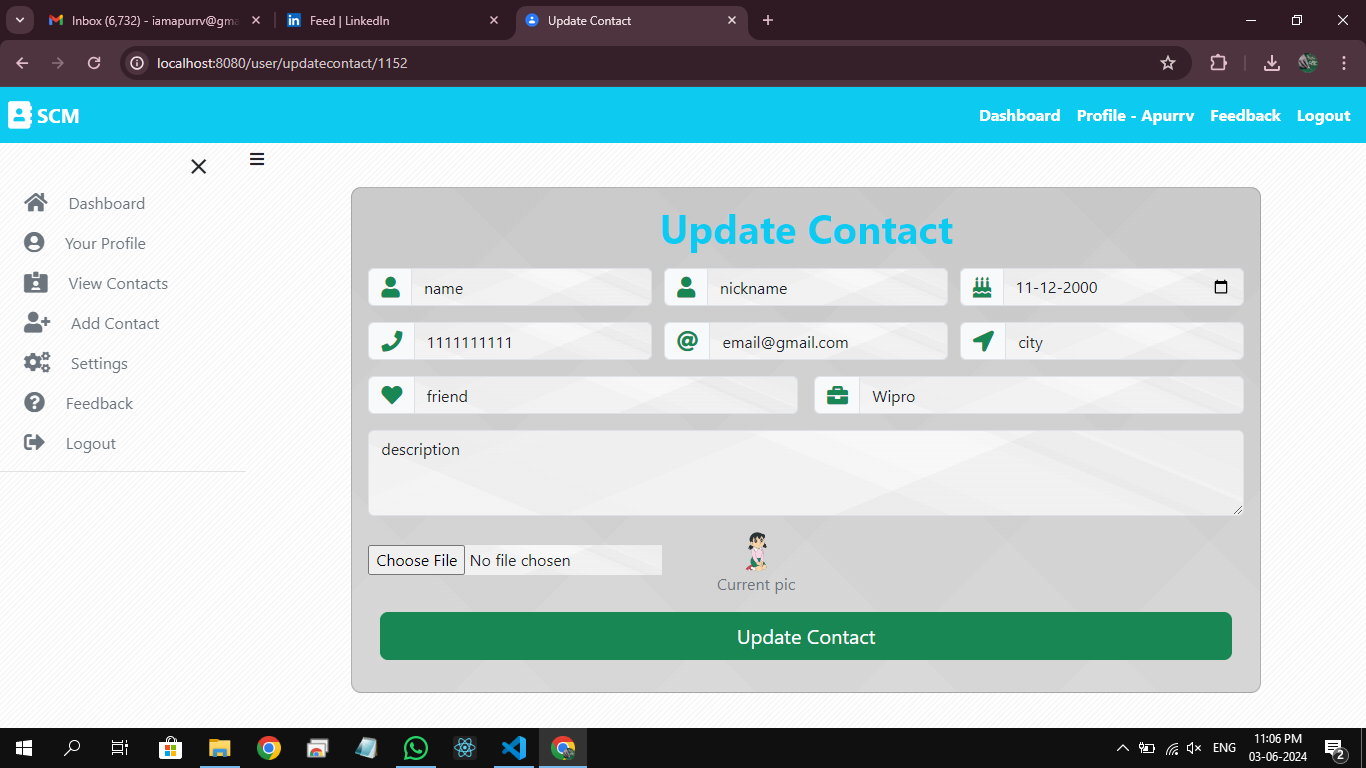 Inbox (6,732) - iamapurrv@gma
Feed | LinkedIn
Update Contact
localhost:8080/user/updatecontact/1152
SCM
Dashboard Profile - Apurrv Feedback Logout
Dashboard
Your Profile
View Contacts
Add Contact
Settings
Feedback
Logout
Update Contact
name nickname 11-12-2000
1111111111 email@gmail.com city
friend Wipro
description
Choose File No file chosen
Current pic
Update Contact
ENG
11:06 PM
03-06-2024
2